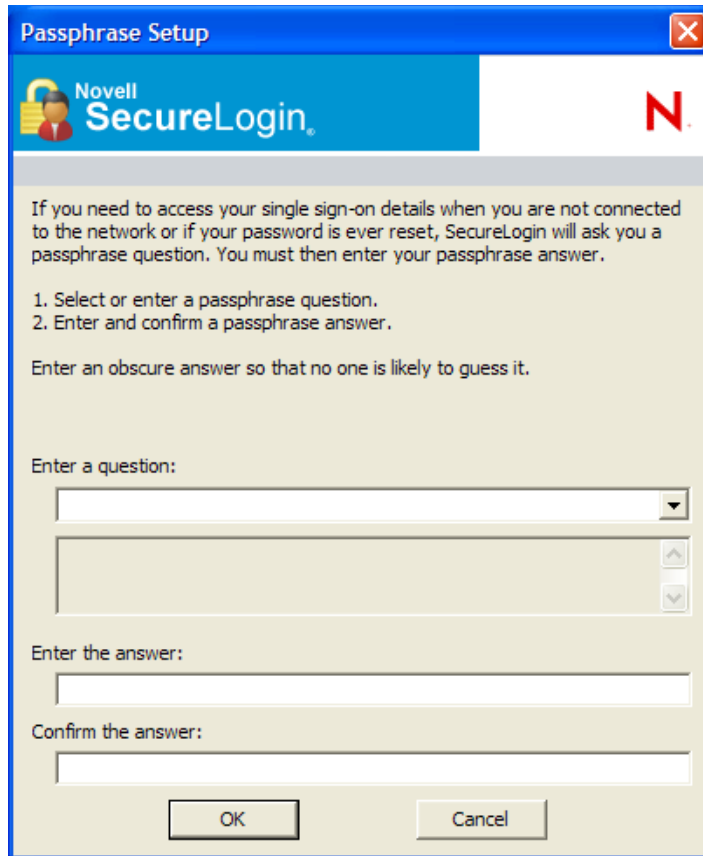 Passphrase Setup
Novell
SecureLogin®
N
If you need to access your single sign-on details when you are not connected
to the network or if your password is ever reset, SecureLogin will ask you a
passphrase question. You must then enter your passphrase answer.
1. Select or enter a passphrase question.
2. Enter and confirm a passphrase answer.
Enter an obscure answer so that no one is likely to guess it.
Enter a question:
Enter the answer:
Confirm the answer:
OK Cancel